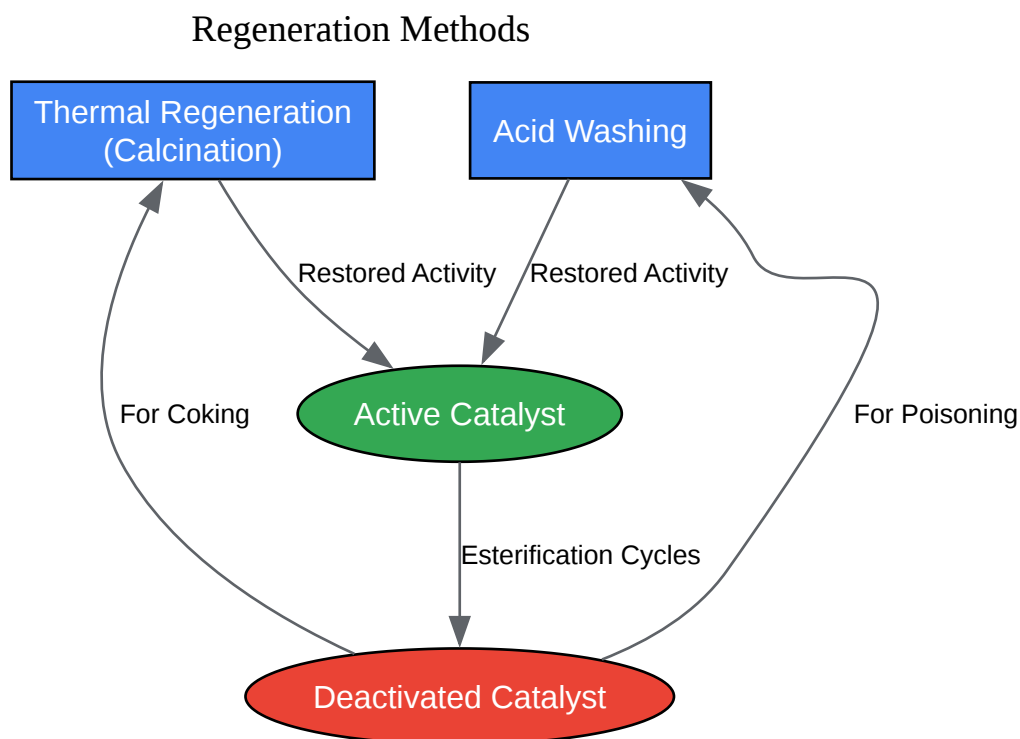 Regeneration Methods
Thermal Regeneration
(Calcination)
Acid Washing
Restored Activity
Restored Activity
Active Catalyst
For Coking
For Poisoning
Esterification Cycles
Deactivated Catalyst